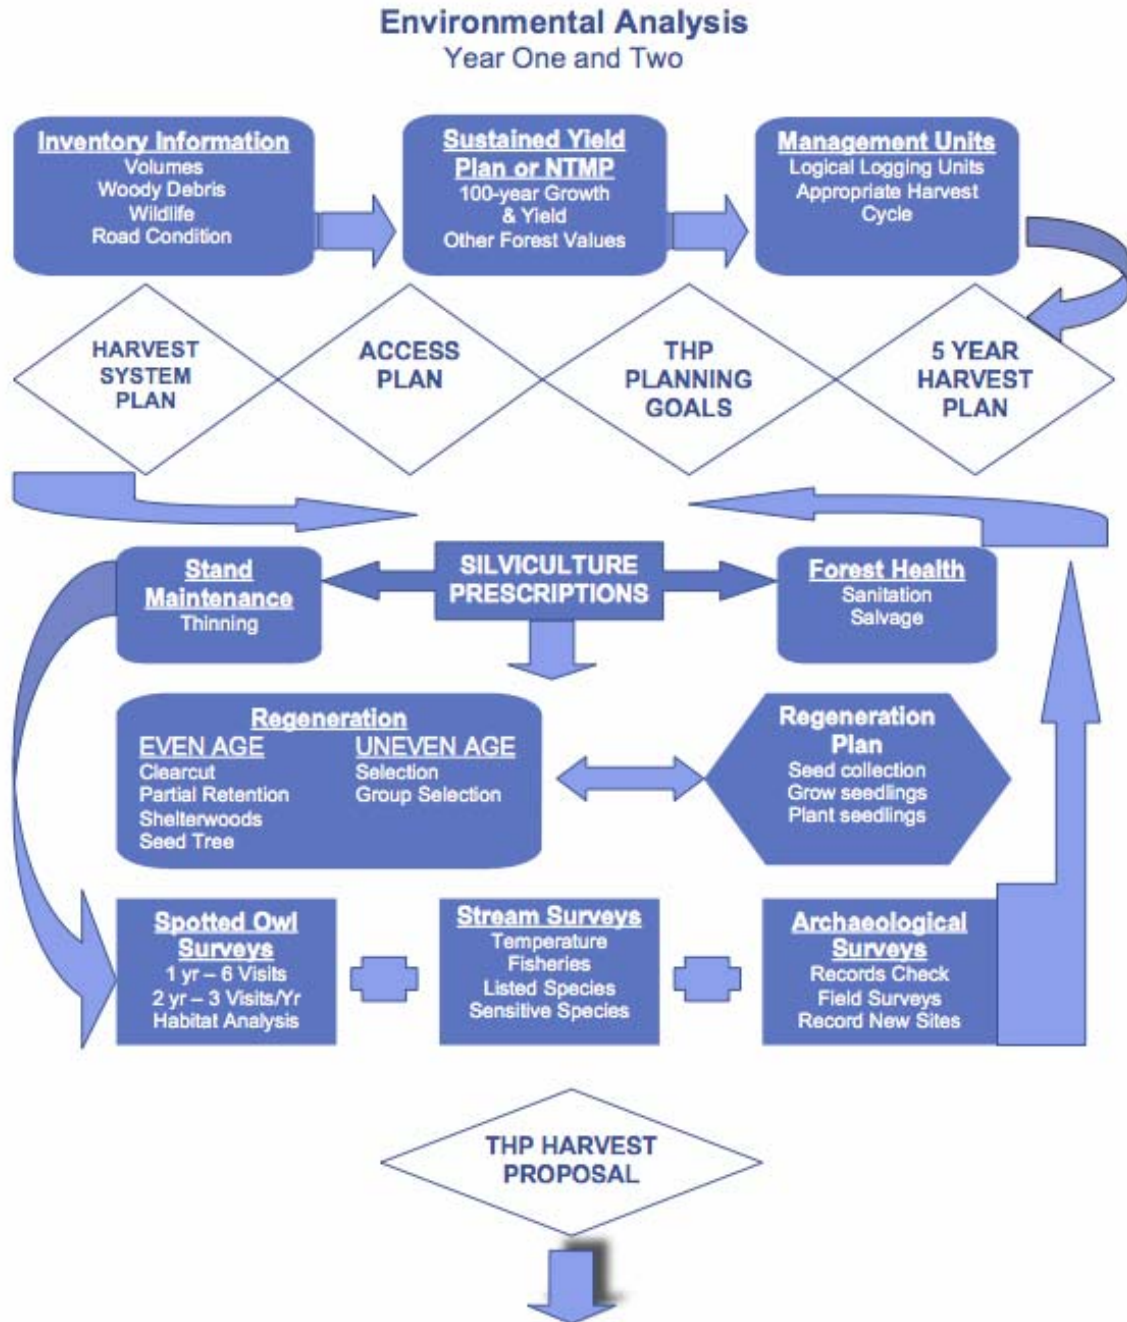 Environmental Analysis
Year One and Two
Inventory Information
Volumes
Woody Debris
Wildlife
Road Condition
Sustained Yield
Plan or NTMP
100-year Growth
& Yield
Other Forest Values
Management Units
Logical Logging Units
Appropriate Harvest
Cycle
HARVEST
SYSTEM
PLAN
ACCESS
PLAN
THP
PLANNING
GOALS
5 YEAR
HARVEST
PLAN
Stand
Maintenance
Thinning
SILVICULTURE
PRESCRIPTIONS
Forest Health
Sanitation
Salvage
Regeneration
EVEN AGE
Clearcut
Partial Retention
Shelterwoods
Seed Tree
UNEVEN AGE
Selection
Group Selection
Regeneration
Plan
Seed collection
Grow seedlings
Plant seedlings
Spotted Owl
Surveys
1 yr – 6 Visits
2 yr – 3 Visits/Yr
Habitat Analysis
Stream Surveys
Temperature
Fisheries
Listed Species
Sensitive Species
Archaeological
Surveys
Records Check
Field Surveys
Record New Sites
THP HARVEST
PROPOSAL